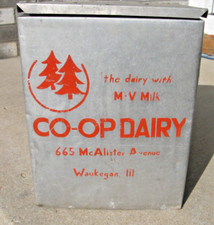 the dairy with
M-V Milk
CO-OP DAIRY
665 McAlister Avenue
Waukegan, Ill.